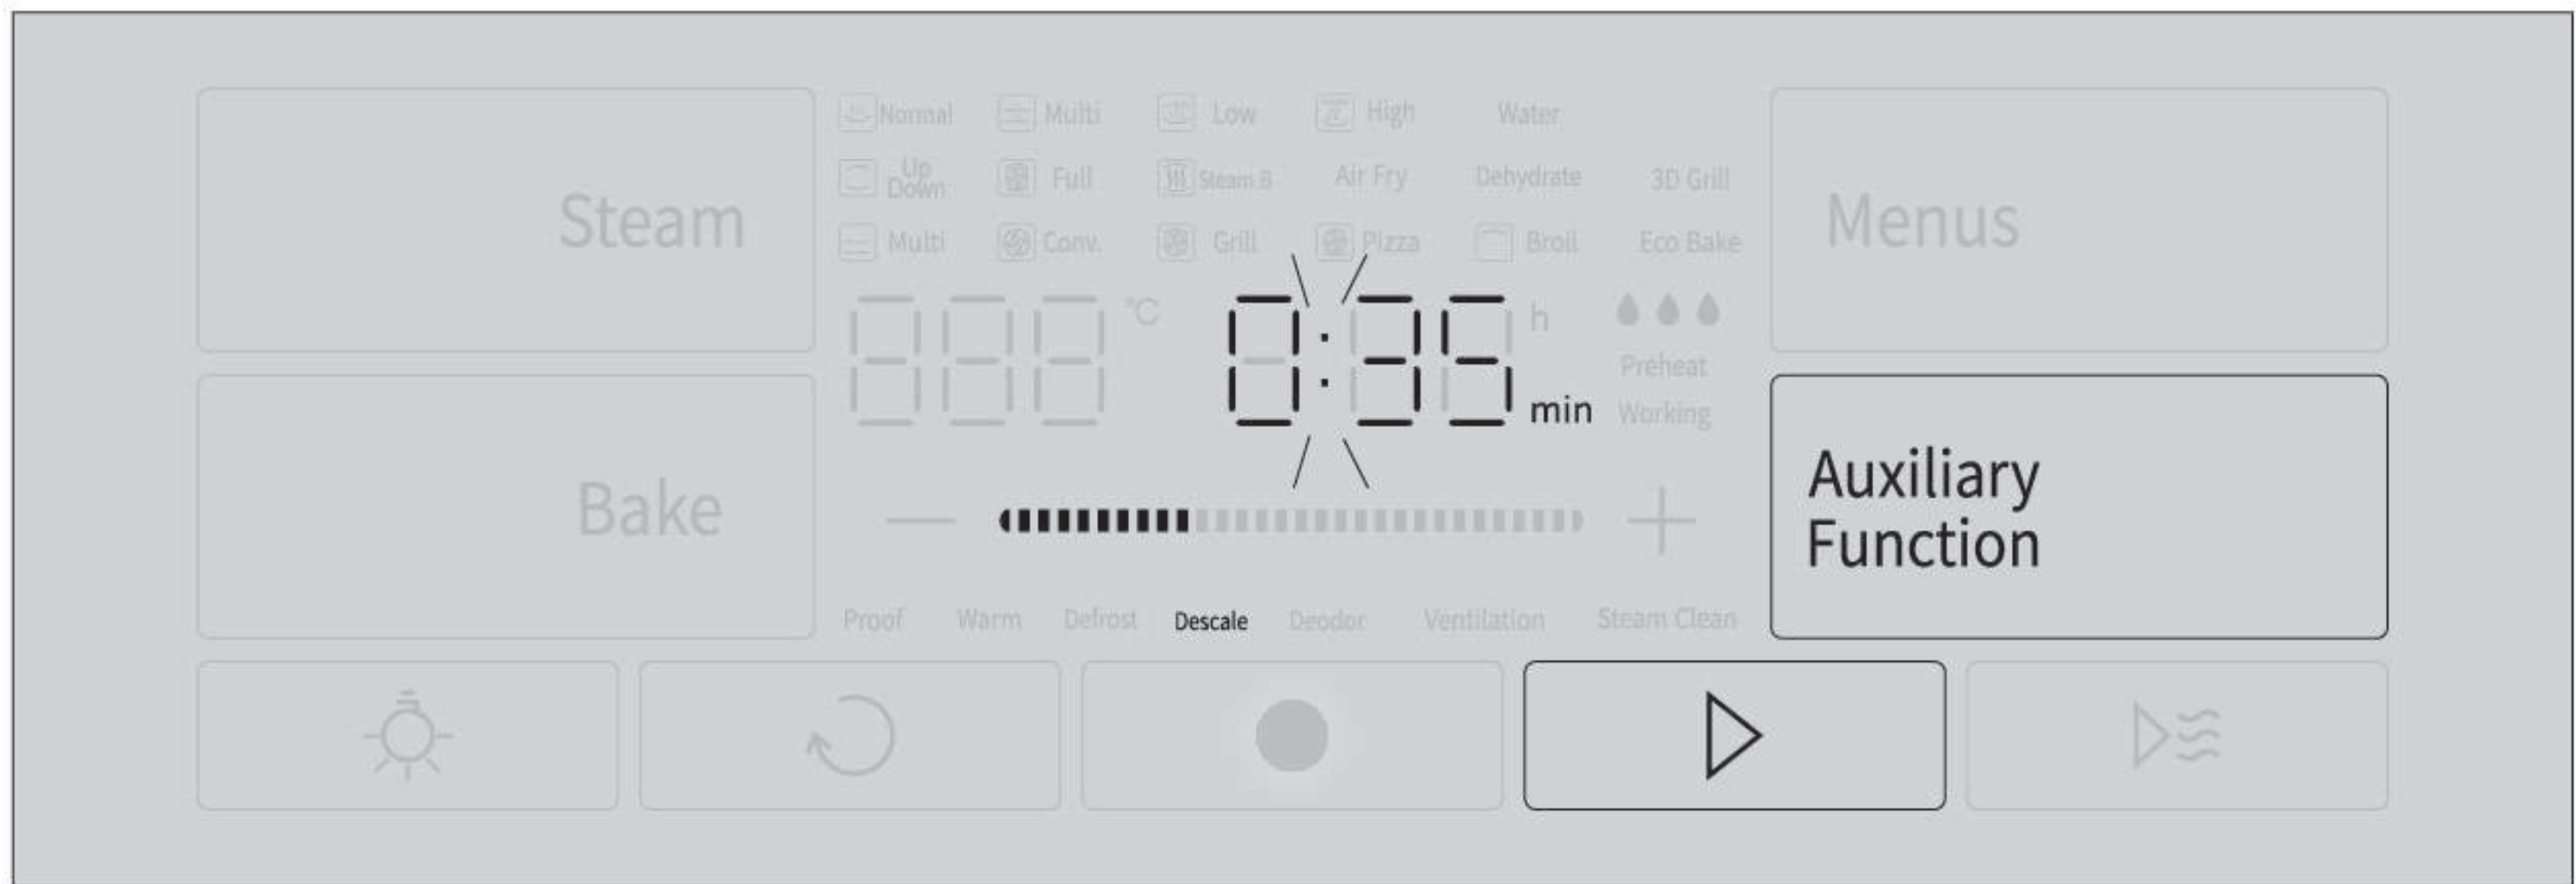 Normal Multi Low High Water
Up Down Full Steam.B Air Fry Dehydrate 3D Grill
Multi Conv. Grill Pizza Broil Eco Bake
Steam
Menus
888 °C 0:35 h
min
Preheat
Working
Bake
Auxiliary
Function
Proof Warm Defrost Descale Deodor Ventilation Steam Clean